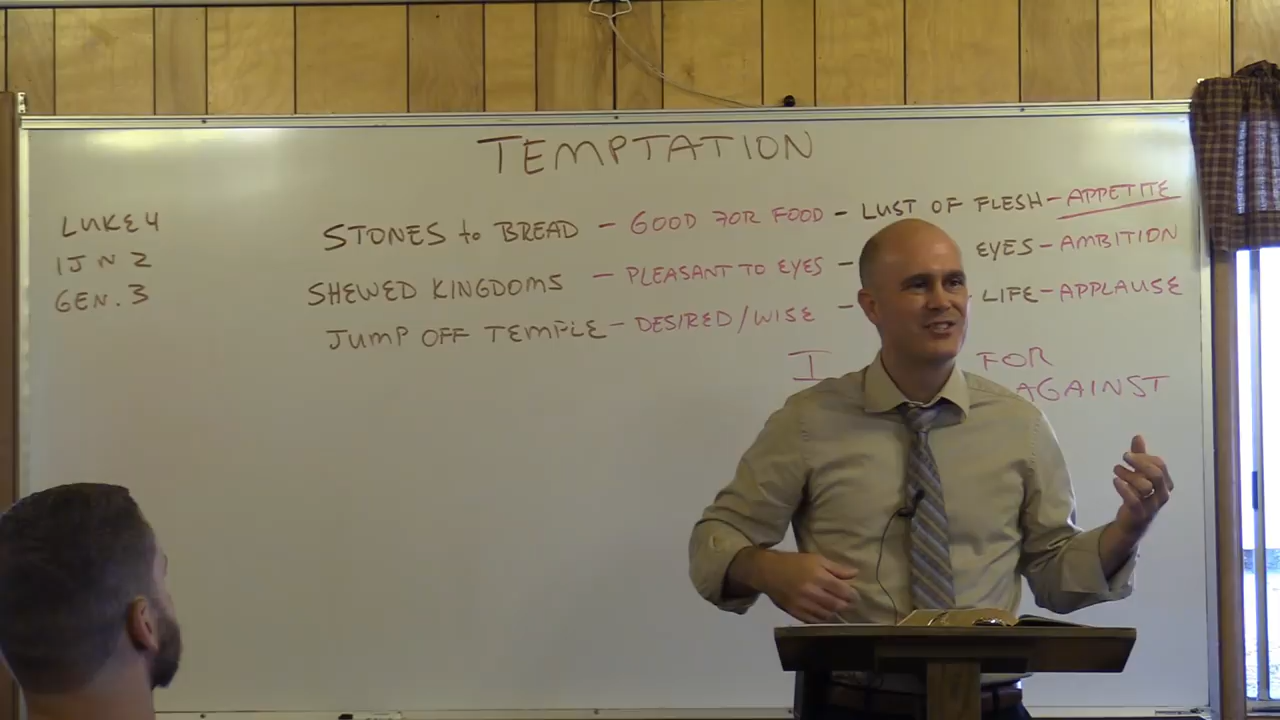 TEMPTATION
LUKE 4
1 JN 2
GEN. 3
STONES to BREAD - GOOD FOR FOOD - LUST OF FLESH - APPETITE
SHEWED KINGDOMS - PLEASANT TO EYES - EYES - AMBITION
JUMP OFF TEMPLE - DESIRED/WISE - LIFE - APPLAUSE
I FOR
AGAINST